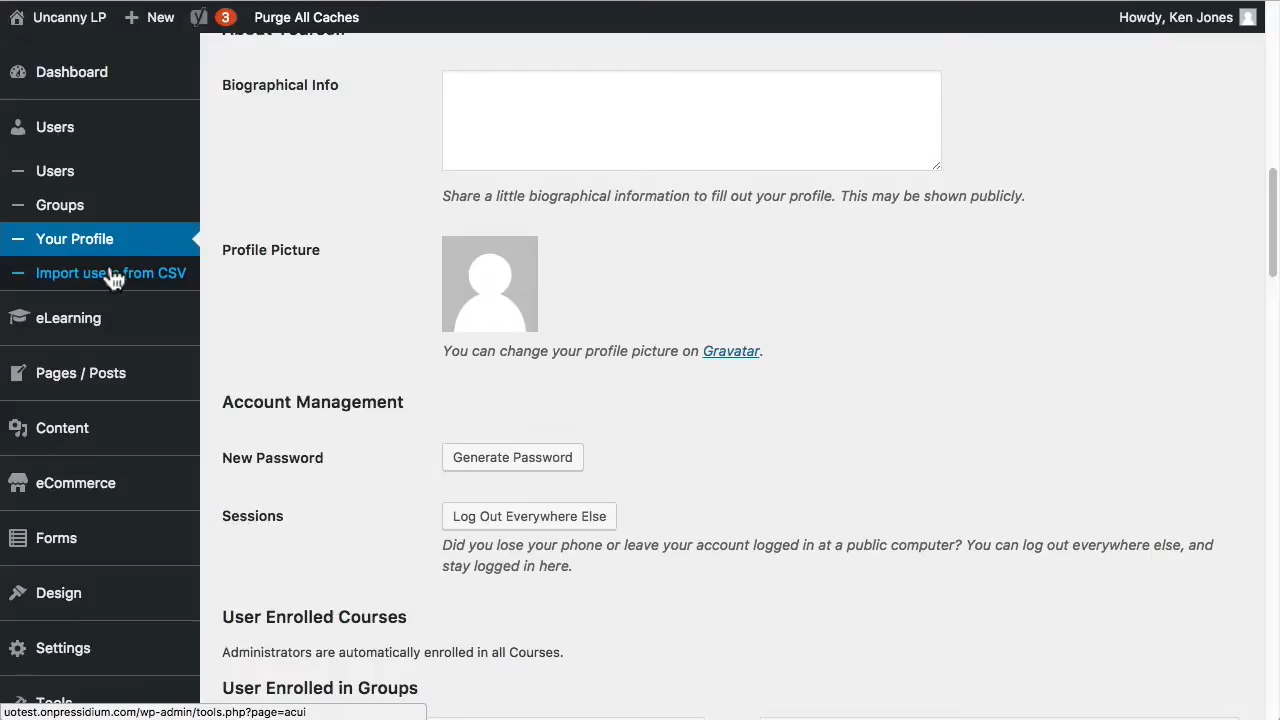 Uncanny LP
New
3
Purge All Caches
Howdy, Ken Jones
Dashboard
Users
Users
Groups
Your Profile
Import users from CSV
eLearning
Pages / Posts
Content
eCommerce
Forms
Design
Settings
Tools
uotest.onpressidium.com/wp-admin/tools.php?page=acui
About Yourself
Biographical Info
Share a little biographical information to fill out your profile. This may be shown publicly.
Profile Picture
You can change your profile picture on Gravatar.
Account Management
New Password
Generate Password
Sessions
Log Out Everywhere Else
Did you lose your phone or leave your account logged in at a public computer? You can log out everywhere else, and
stay logged in here.
User Enrolled Courses
Administrators are automatically enrolled in all Courses.
User Enrolled in Groups